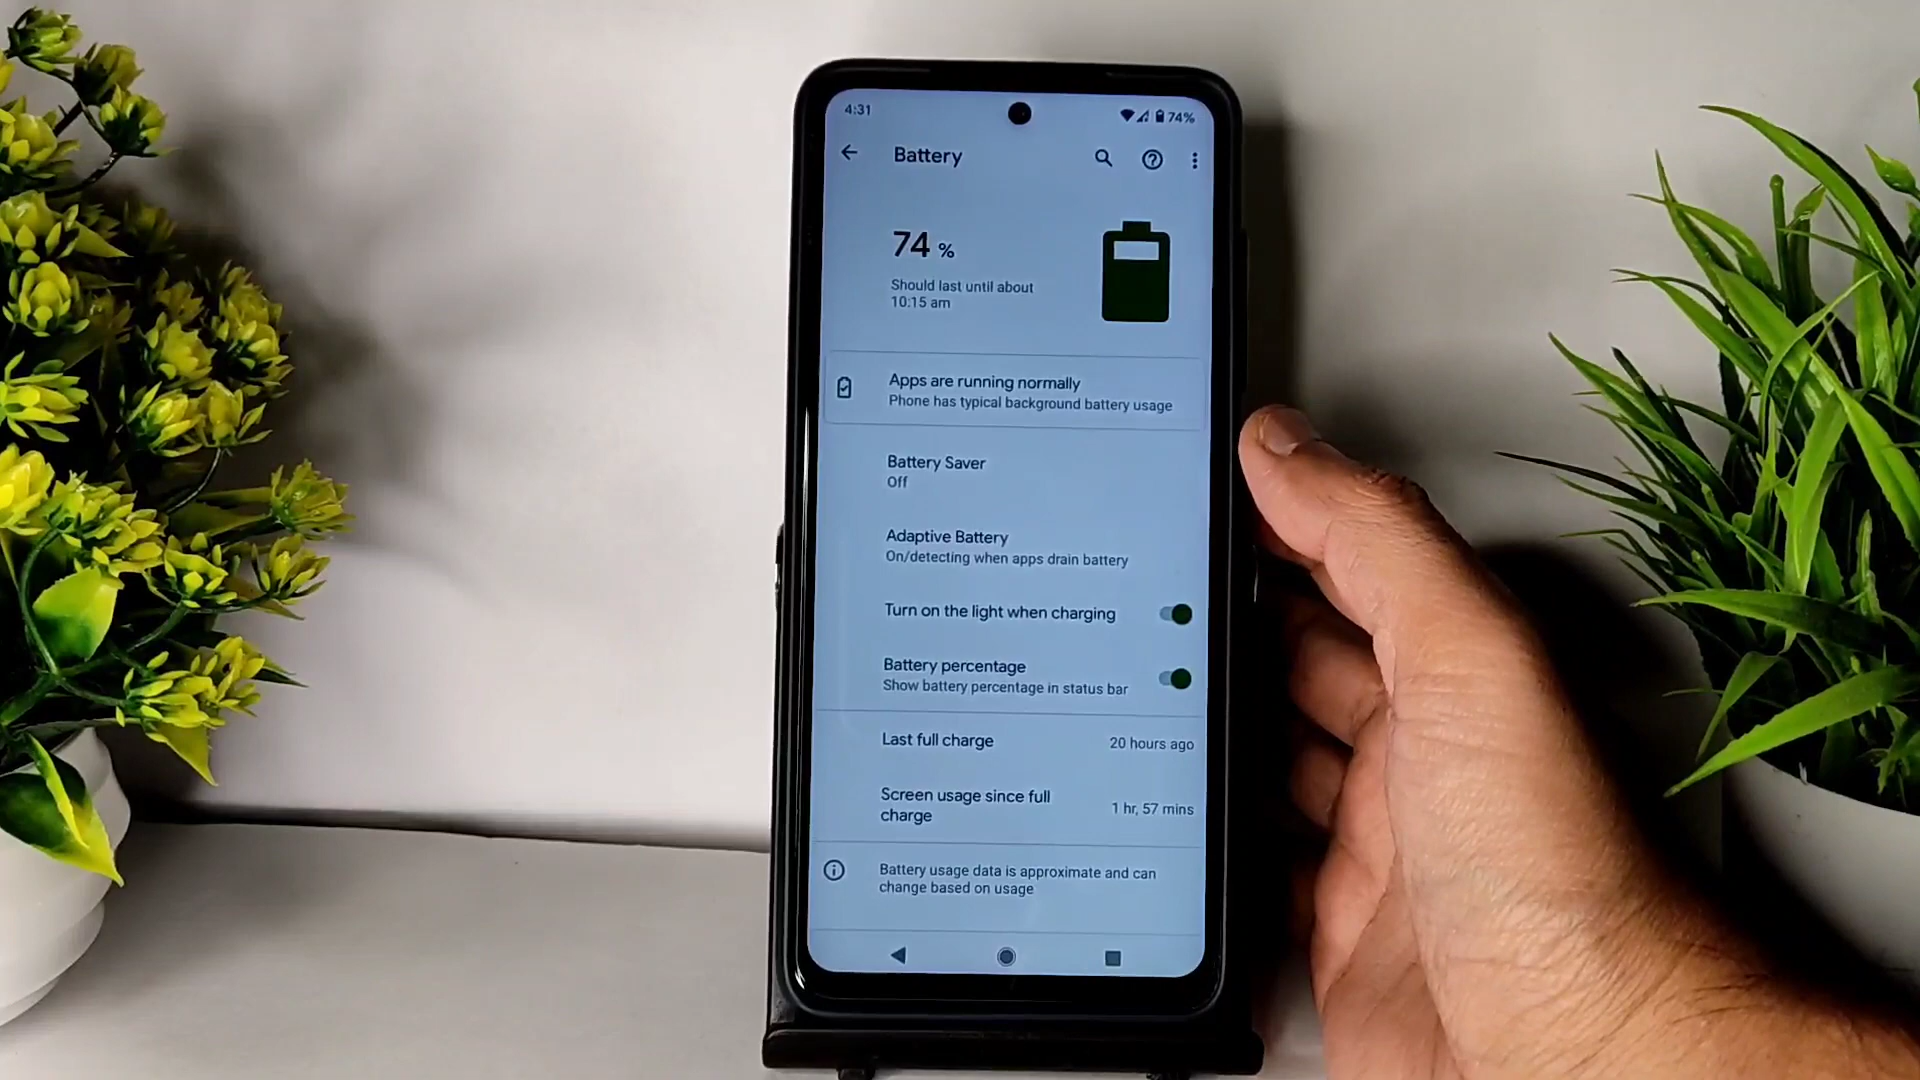 4:31
74%
Battery
74 %
Should last until about
10:15 am
Apps are running normally
Phone has typical background battery usage
Battery Saver
Off
Adaptive Battery
On/detecting when apps drain battery
Turn on the light when charging
Battery percentage
Show battery percentage in status bar
Last full charge
20 hours ago
Screen usage since full
charge
1 hr, 57 mins
Battery usage data is approximate and can
change based on usage